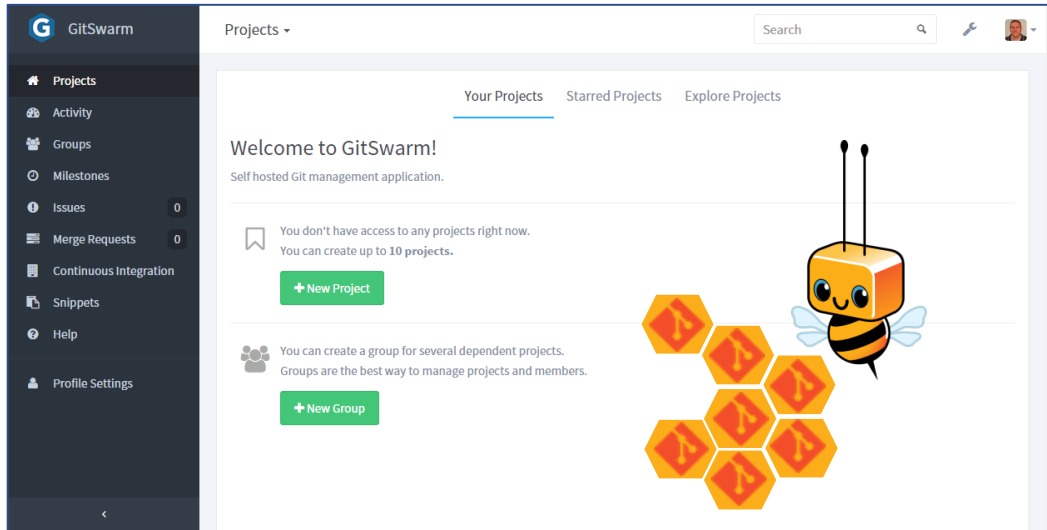 G GitSwarm
Projects
Search
Projects
Activity
Groups
Milestones
Issues 0
Merge Requests 0
Continuous Integration
Snippets
Help
Profile Settings
Your Projects Starred Projects Explore Projects
Welcome to GitSwarm!
Self hosted Git management application.
You don't have access to any projects right now.
You can create up to 10 projects.
+ New Project
You can create a group for several dependent projects.
Groups are the best way to manage projects and members.
+ New Group